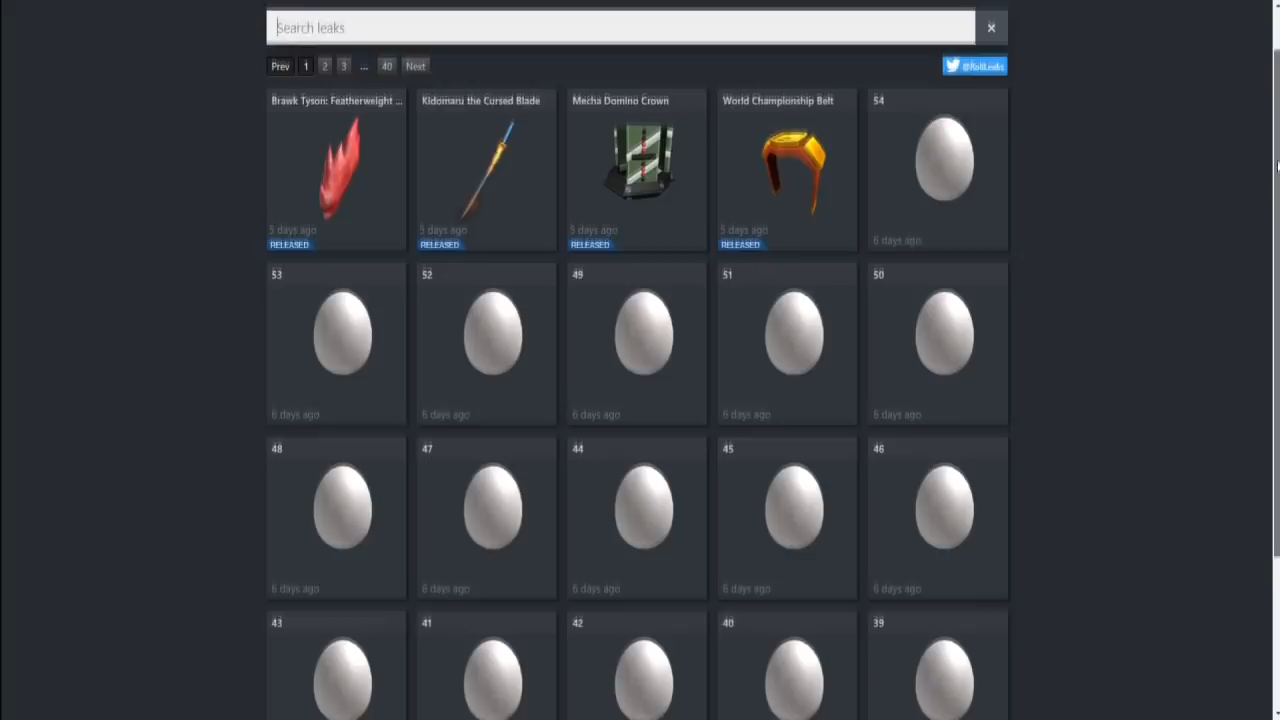 Search leaks
×
Prev 1 2 3 ... 40 Next
@RblxLeaks
Brawk Tyson: Featherweight ...
Kidomaru the Cursed Blade
Mecha Domino Crown
World Championship Belt
54
5 days ago
5 days ago
5 days ago
5 days ago
6 days ago
RELEASED
RELEASED
RELEASED
RELEASED
53
52
49
51
50
6 days ago
6 days ago
6 days ago
6 days ago
6 days ago
48
47
44
45
46
6 days ago
6 days ago
6 days ago
6 days ago
6 days ago
43
41
42
40
39